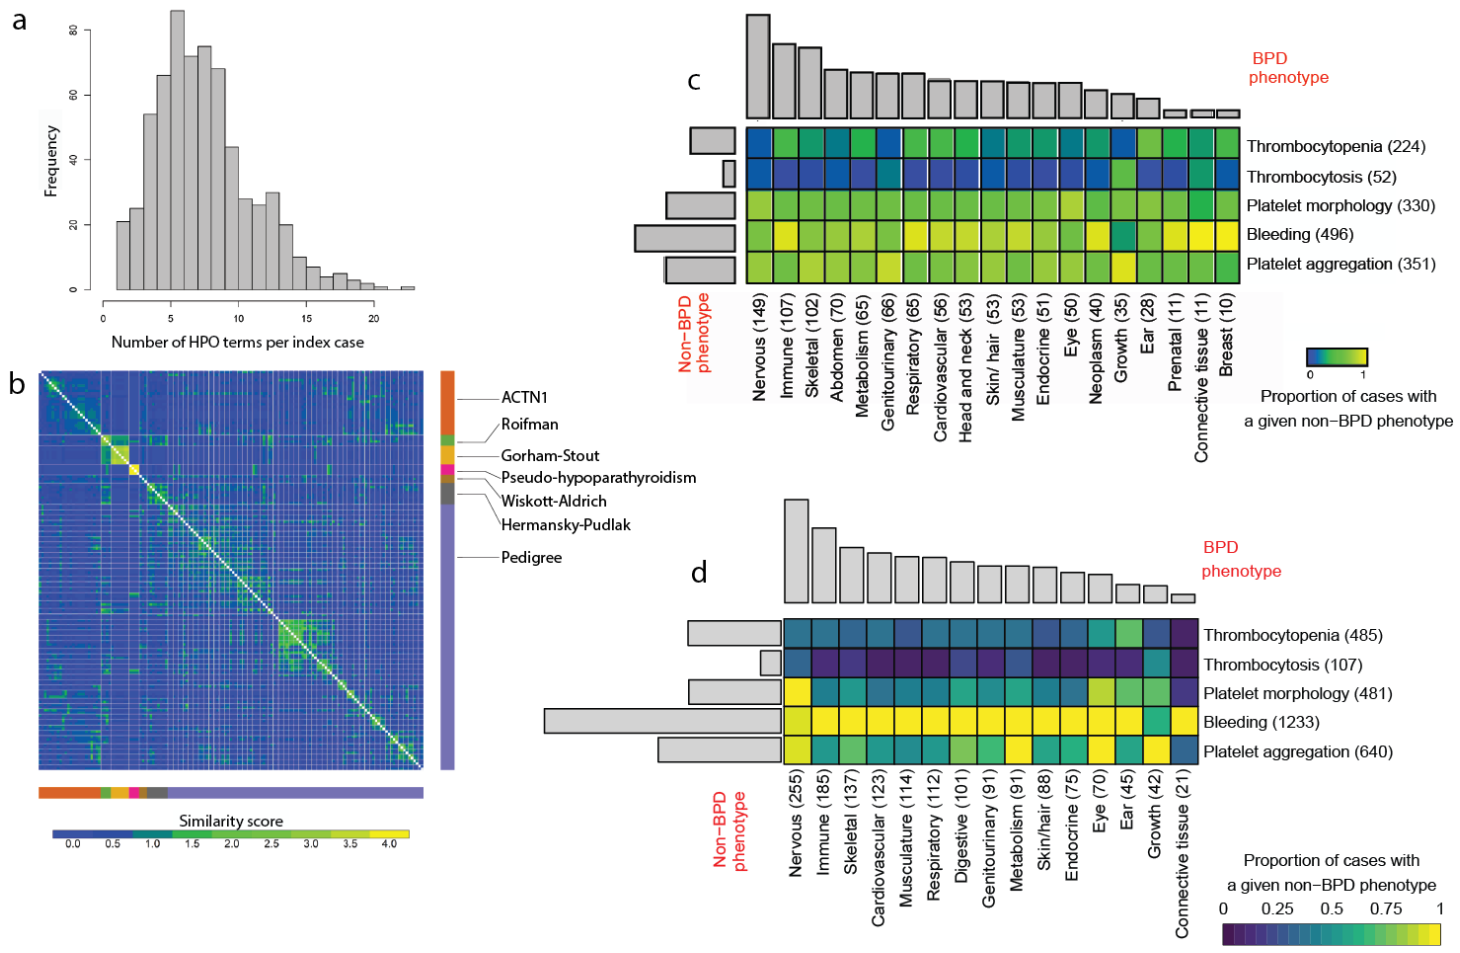 a
80
60
40
20
0
Frequency
0 5 10 15 20
Number of HPO terms per index case
b
ACTN1
Roifman
Gorham-Stout
Pseudo-hypoparathyroidism
Wiskott-Aldrich
Hermansky-Pudlak
Pedigree
Similarity score
0.0 0.5 1.0 1.5 2.0 2.5 3.0 3.5 4.0
c
BPD
phenotype
Thrombocytopenia (224)
Thrombocytosis (52)
Platelet morphology (330)
Bleeding (496)
Platelet aggregation (351)
Non−BPD
phenotype
Nervous (149)
Immune (107)
Skeletal (102)
Abdomen (70)
Metabolism (65)
Genitourinary (66)
Respiratory (65)
Cardiovascular (56)
Head and neck (53)
Skin/ hair (53)
Musculature (53)
Endocrine (51)
Eye (50)
Neoplasm (40)
Growth (35)
Ear (28)
Prenatal (11)
Connective tissue (11)
Breast (10)
0 1
Proportion of cases with
a given non−BPD phenotype
d
BPD
phenotype
Thrombocytopenia (485)
Thrombocytosis (107)
Platelet morphology (481)
Bleeding (1233)
Platelet aggregation (640)
Non−BPD
phenotype
Nervous (255)
Immune (185)
Skeletal (137)
Cardiovascular (123)
Musculature (114)
Respiratory (112)
Digestive (101)
Genitourinary (91)
Metabolism (91)
Skin/hair (88)
Endocrine (75)
Eye (70)
Ear (45)
Growth (42)
Connective tissue (21)
Proportion of cases with
a given non−BPD phenotype
0 0.25 0.5 0.75 1